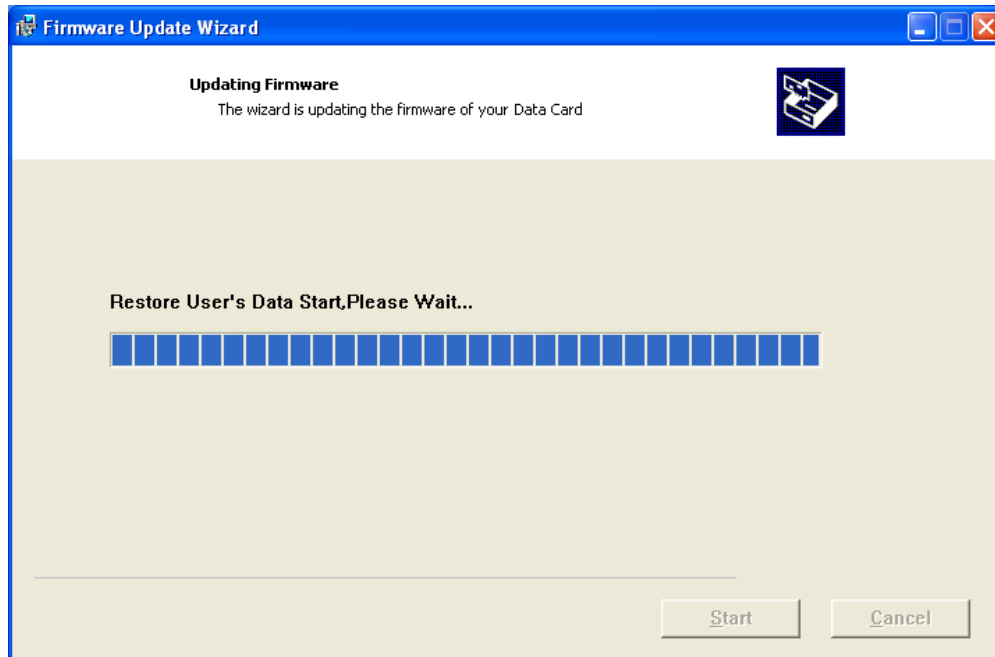 Firmware Update Wizard
Updating Firmware
The wizard is updating the firmware of your Data Card
Restore User's Data Start,Please Wait...
Start
Cancel